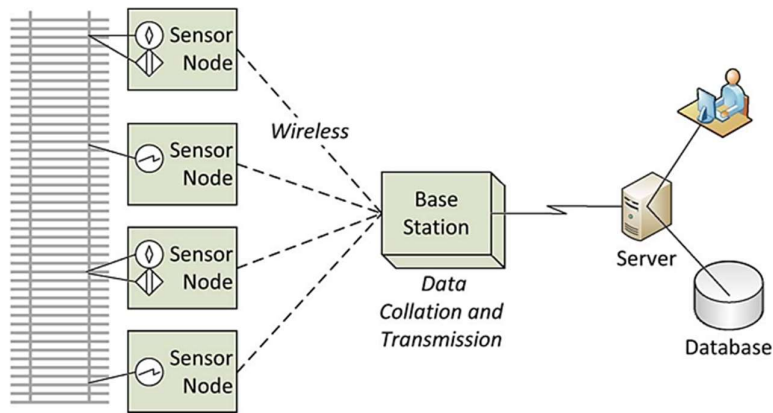 Sensor
Node
Wireless
Sensor
Node
Base
Station
Sensor
Node
Server
Data
Collation and
Transmission
Sensor
Node
Database